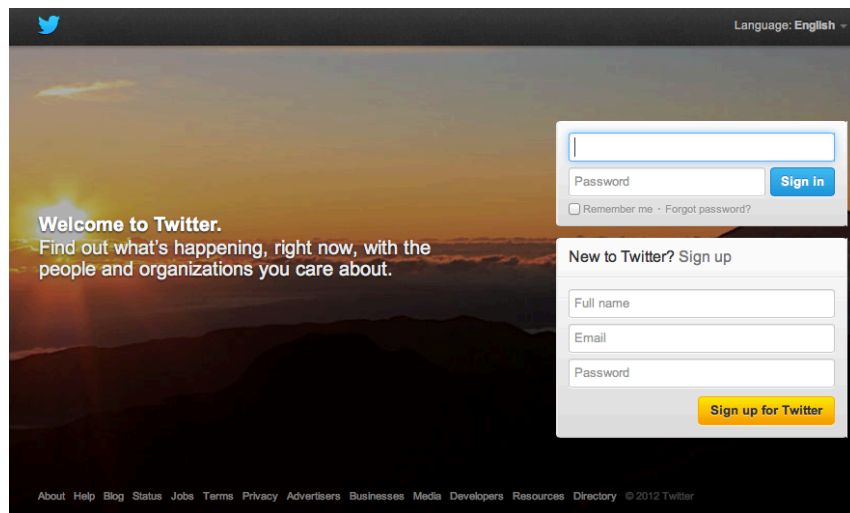 Language: English
Password
Sign in
Remember me · Forgot password?
Welcome to Twitter.
Find out what's happening, right now, with the
people and organizations you care about.
New to Twitter? Sign up
Full name
Email
Password
Sign up for Twitter
About Help Blog Status Jobs Terms Privacy Advertisers Businesses Media Developers Resources Directory © 2012 Twitter